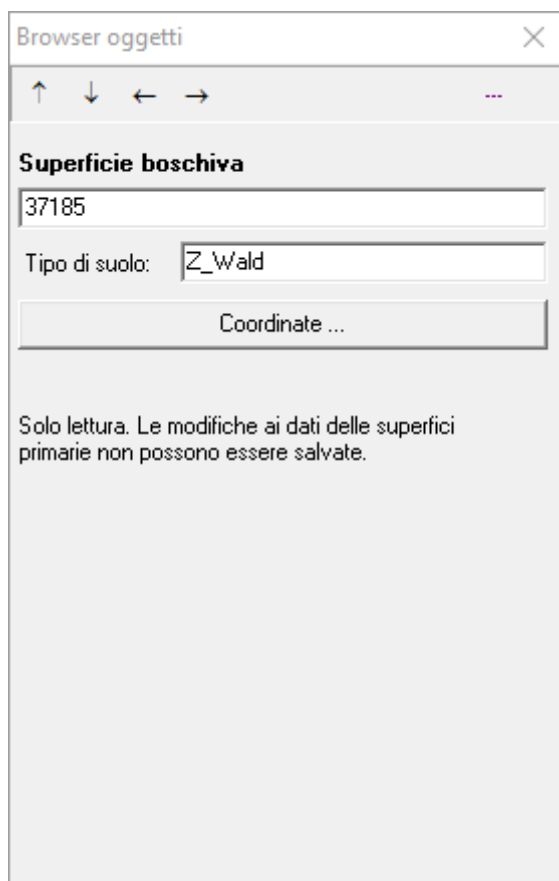 Browser oggetti
↑ ↓ ← → ---
Superficie boschiva
37185
Tipo di suolo: Z_Wald
Coordinate ...
Solo lettura. Le modifiche ai dati delle superfici
primarie non possono essere salvate.